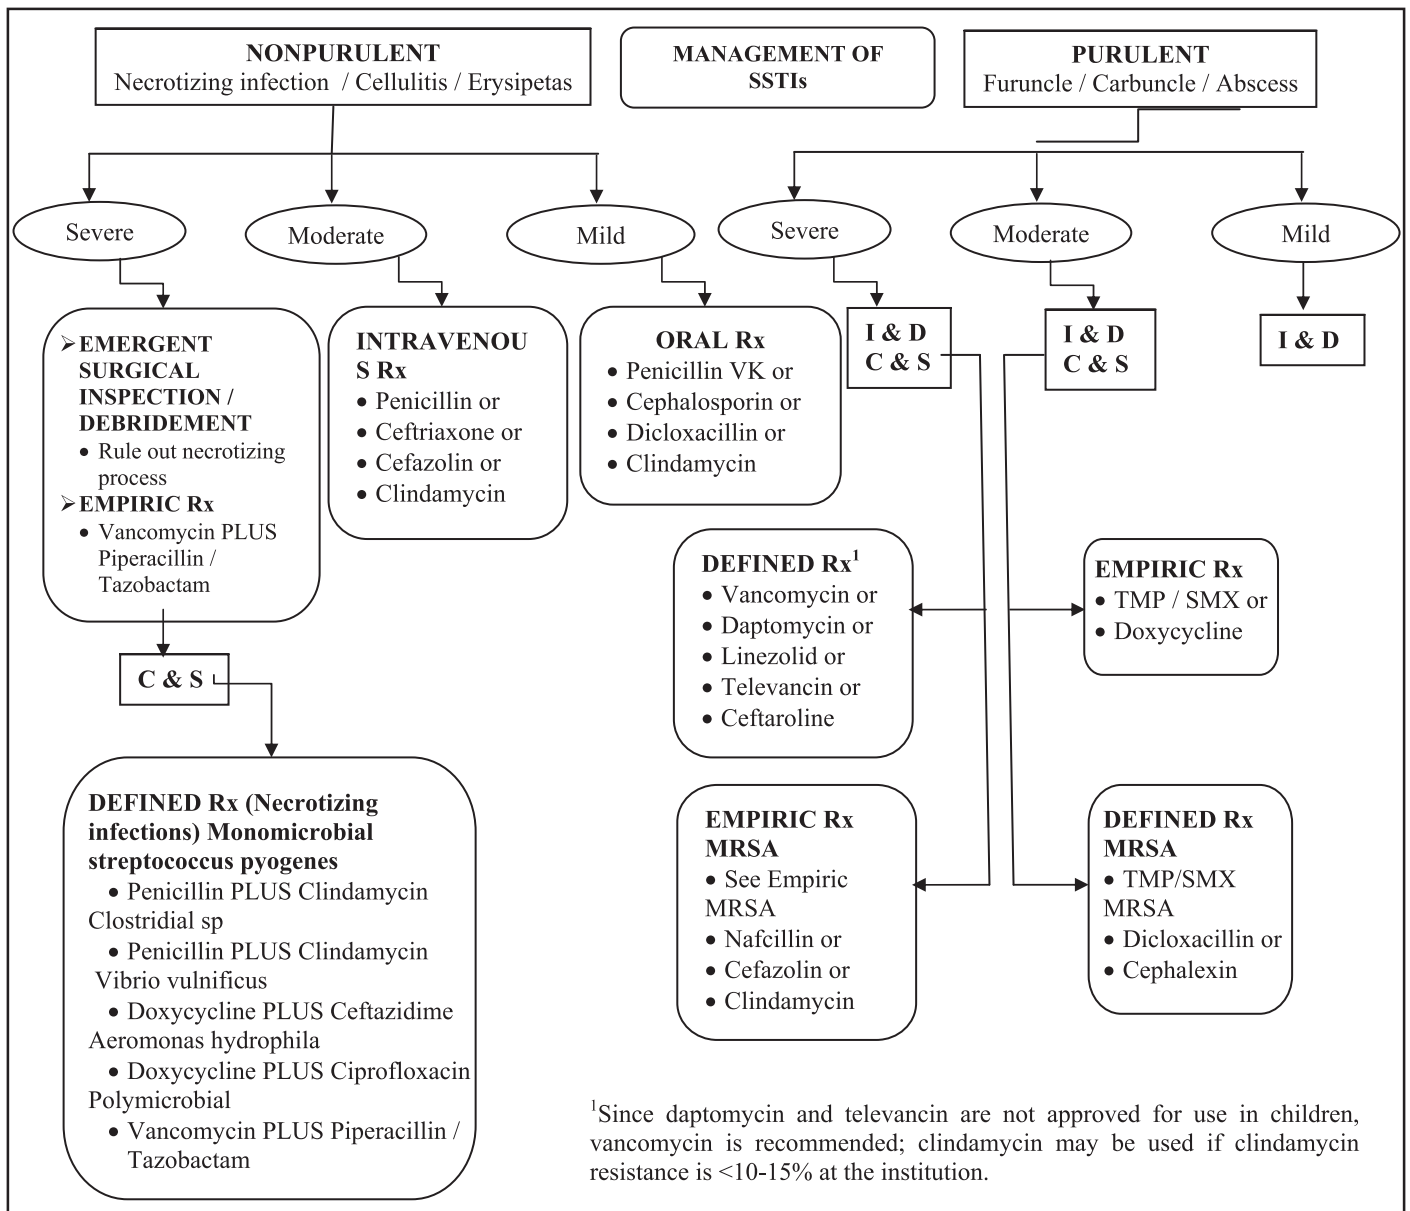 NONPURULENT
Necrotizing infection / Cellulitis / Erysipetas
MANAGEMENT OF
SSTIs
PURULENT
Furuncle / Carbuncle / Abscess
Severe
Moderate
Mild
Severe
Moderate
Mild
➢EMERGENT
SURGICAL
INSPECTION /
DEBRIDEMENT
• Rule out necrotizing
process
➢EMPIRIC Rx
• Vancomycin PLUS
Piperacillin /
Tazobactam
INTRAVENOU
S Rx
• Penicillin or
• Ceftriaxone or
• Cefazolin or
• Clindamycin
ORAL Rx
• Penicillin VK or
• Cephalosporin or
• Dicloxacillin or
• Clindamycin
I & D
C & S
I & D
C & S
I & D
C & S
DEFINED Rx¹
• Vancomycin or
• Daptomycin or
• Linezolid or
• Televancin or
• Ceftaroline
EMPIRIC Rx
• TMP / SMX or
• Doxycycline
DEFINED Rx (Necrotizing
infections) Monomicrobial
streptococcus pyogenes
• Penicillin PLUS Clindamycin
Clostridial sp
• Penicillin PLUS Clindamycin
Vibrio vulnificus
• Doxycycline PLUS Ceftazidime
Aeromonas hydrophila
• Doxycycline PLUS Ciprofloxacin
Polymicrobial
• Vancomycin PLUS Piperacillin /
Tazobactam
EMPIRIC Rx
MRSA
• See Empiric
MRSA
• Nafcillin or
• Cefazolin or
• Clindamycin
DEFINED Rx
MRSA
• TMP/SMX
MRSA
• Dicloxacillin or
• Cephalexin
¹Since daptomycin and televancin are not approved for use in children,
vancomycin is recommended; clindamycin may be used if clindamycin
resistance is <10-15% at the institution.